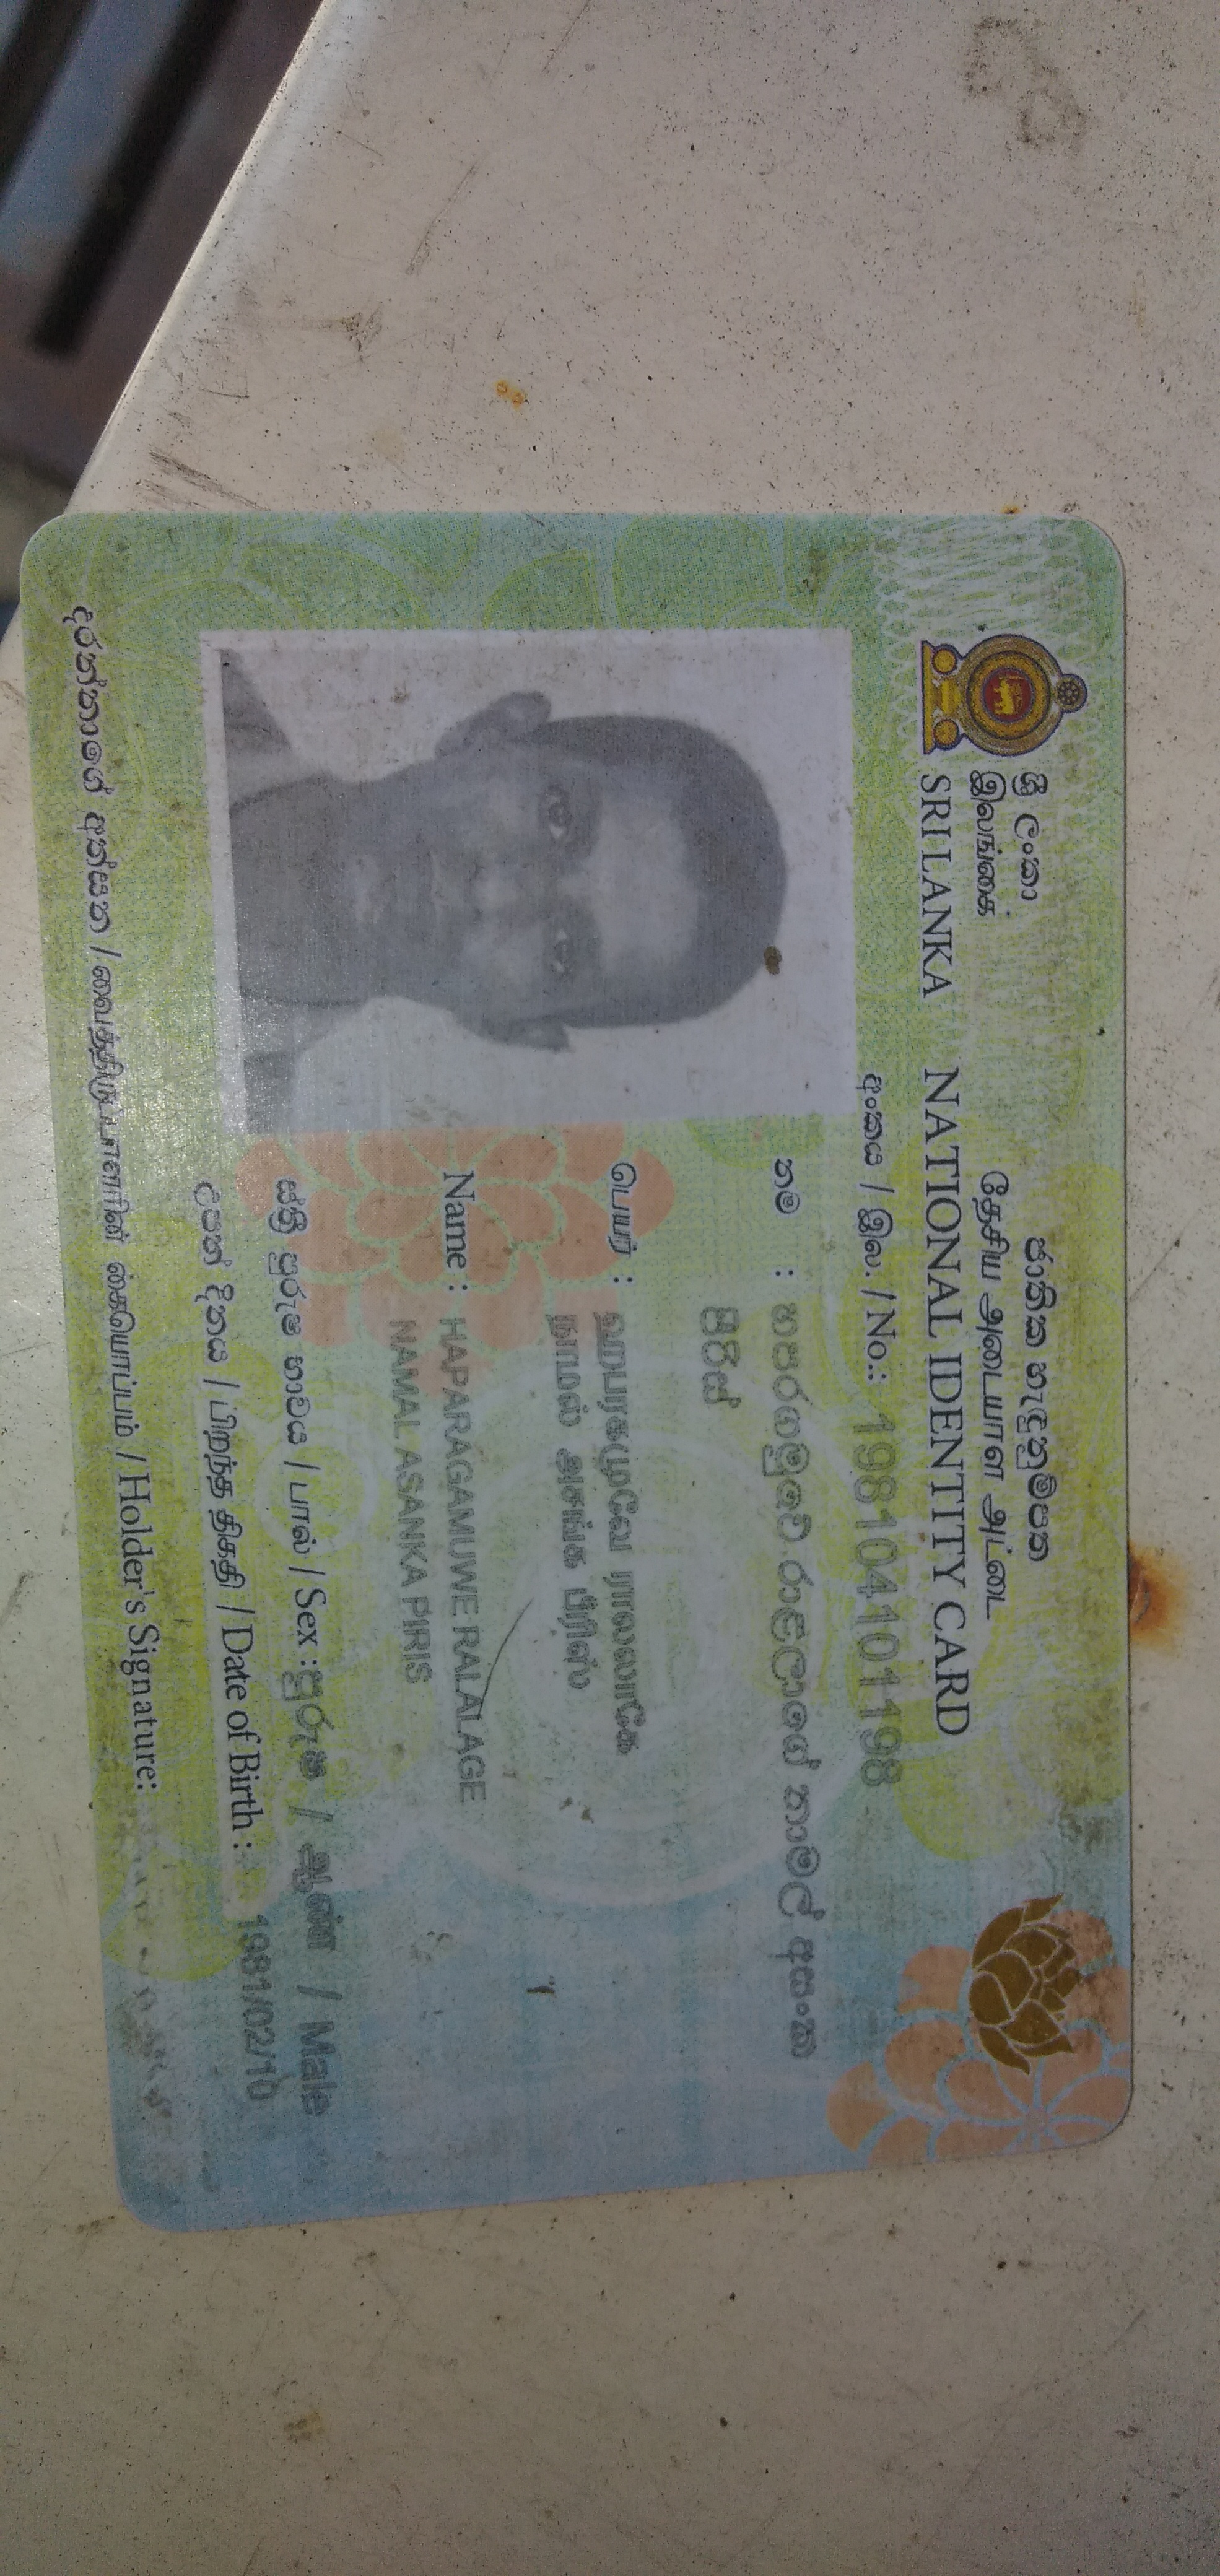 ශ්‍රී ලංකා
ජාතික හැඳුනුම්පත
இலங்கை
தேசிய அடையாள அட்டை
SRI LANKA NATIONAL IDENTITY CARD
අංකය / இல. / No.: 198104101198
නම : හපරගමුවේ රාළලාගේ නාමල් අසංක
පීරිස්
பெயர் : ஹபரகமுவே ராலலாகே
நாமல் அசங்க பீரிஸ்
Name : HAPARAGAMUWE RALALAGE
NAMAL ASANKA PIRIS
ස්ත්‍රී පුරුෂ භාවය / பால் / Sex : පුරුෂ / ஆண் / Male
උපන් දිනය / பிறந்த திகதி / Date of Birth : 1981/02/10
දරන්නාගේ අත්සන / வைத்திருப்பாளரின் கையொப்பம் / Holder's Signature: